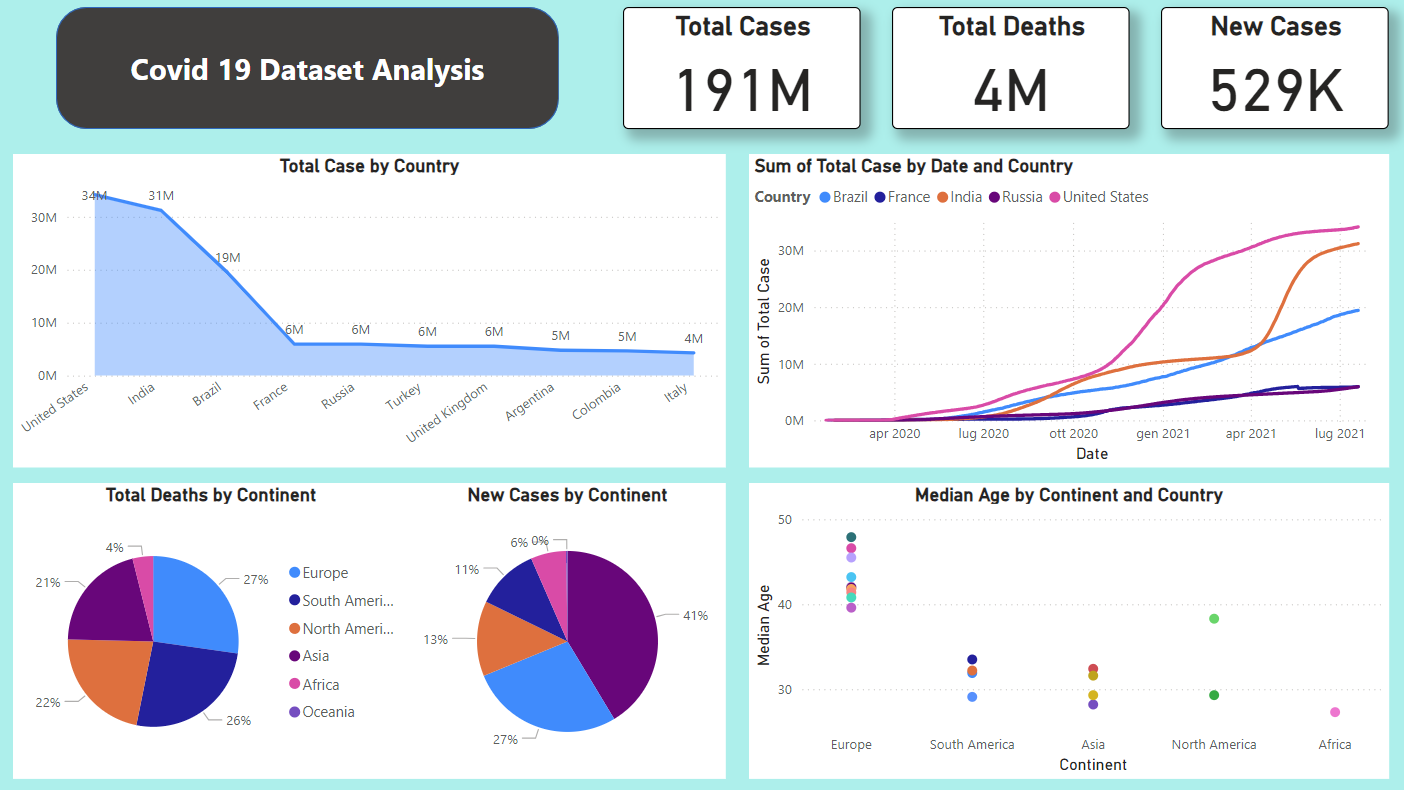 Covid 19 Dataset Analysis
Total Cases
191M
Total Deaths
4M
New Cases
529K
Total Case by Country
34M
31M
19M
6M
6M
6M
6M
5M
5M
4M
30M
20M
10M
0M
United States
India
Brazil
France
Russia
Turkey
United Kingdom
Argentina
Colombia
Italy
Sum of Total Case by Date and Country
Country Brazil France India Russia United States
Sum of Total Case
30M
20M
10M
0M
apr 2020 lug 2020 ott 2020 gen 2021 apr 2021 lug 2021
Date
Total Deaths by Continent
4%
21%
27%
22%
26%
Europe
South Ameri...
North Ameri...
Asia
Africa
Oceania
New Cases by Continent
6% 0%
11%
41%
13%
27%
Median Age by Continent and Country
Median Age
50
40
30
Europe South America Asia North America Africa
Continent